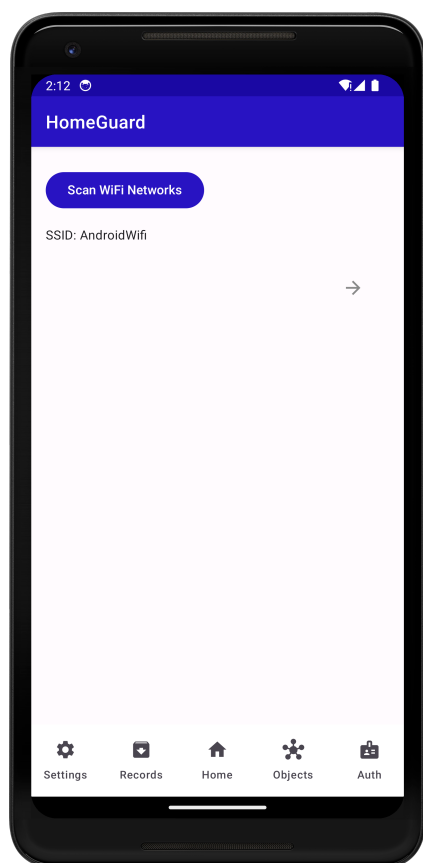 2:12
HomeGuard
Scan WiFi Networks
SSID: AndroidWifi
Settings Records Home Objects Auth